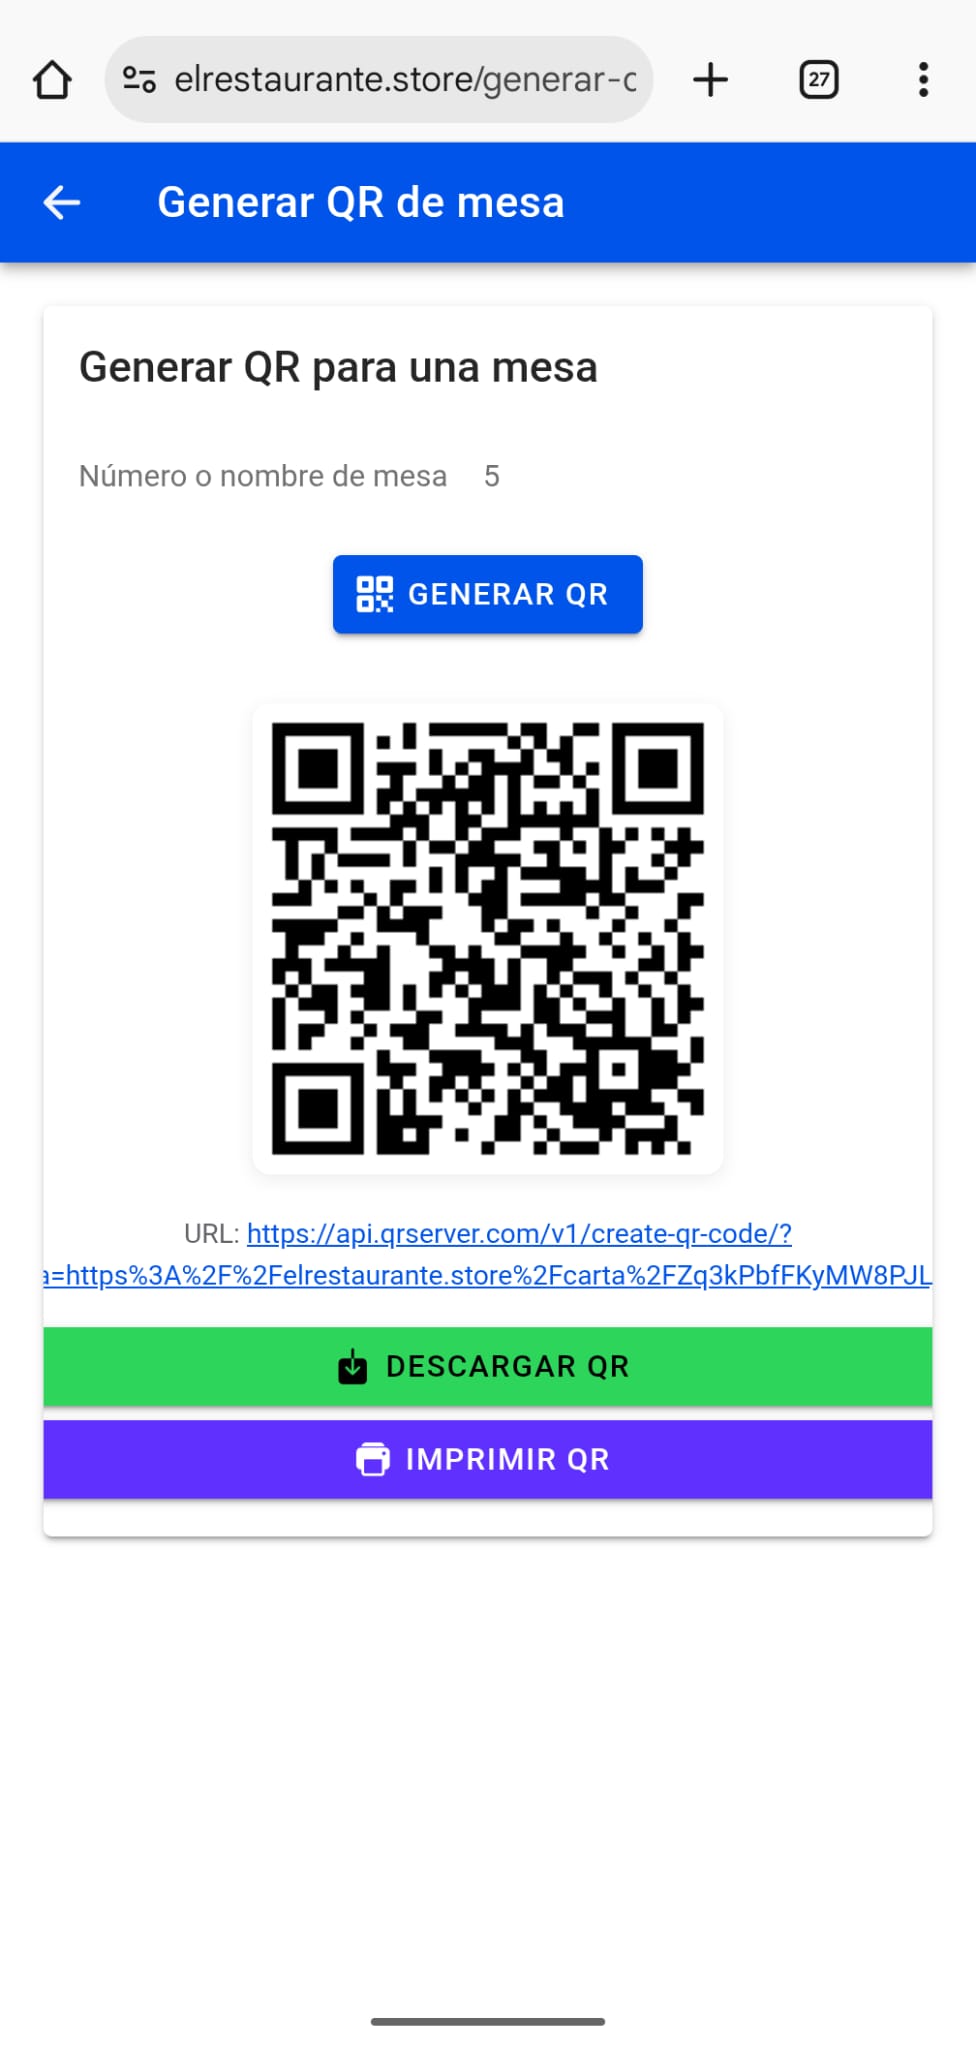 elrestaurante.store/generar-c
27
Generar QR de mesa
Generar QR para una mesa
Número o nombre de mesa 5
GENERAR QR
URL: https://api.qrserver.com/v1/create-qr-code/?
a=https%3A%2F%2Felrestaurante.store%2Fcarta%2FZq3kPbfFKyMW8PJL
DESCARGAR QR
IMPRIMIR QR